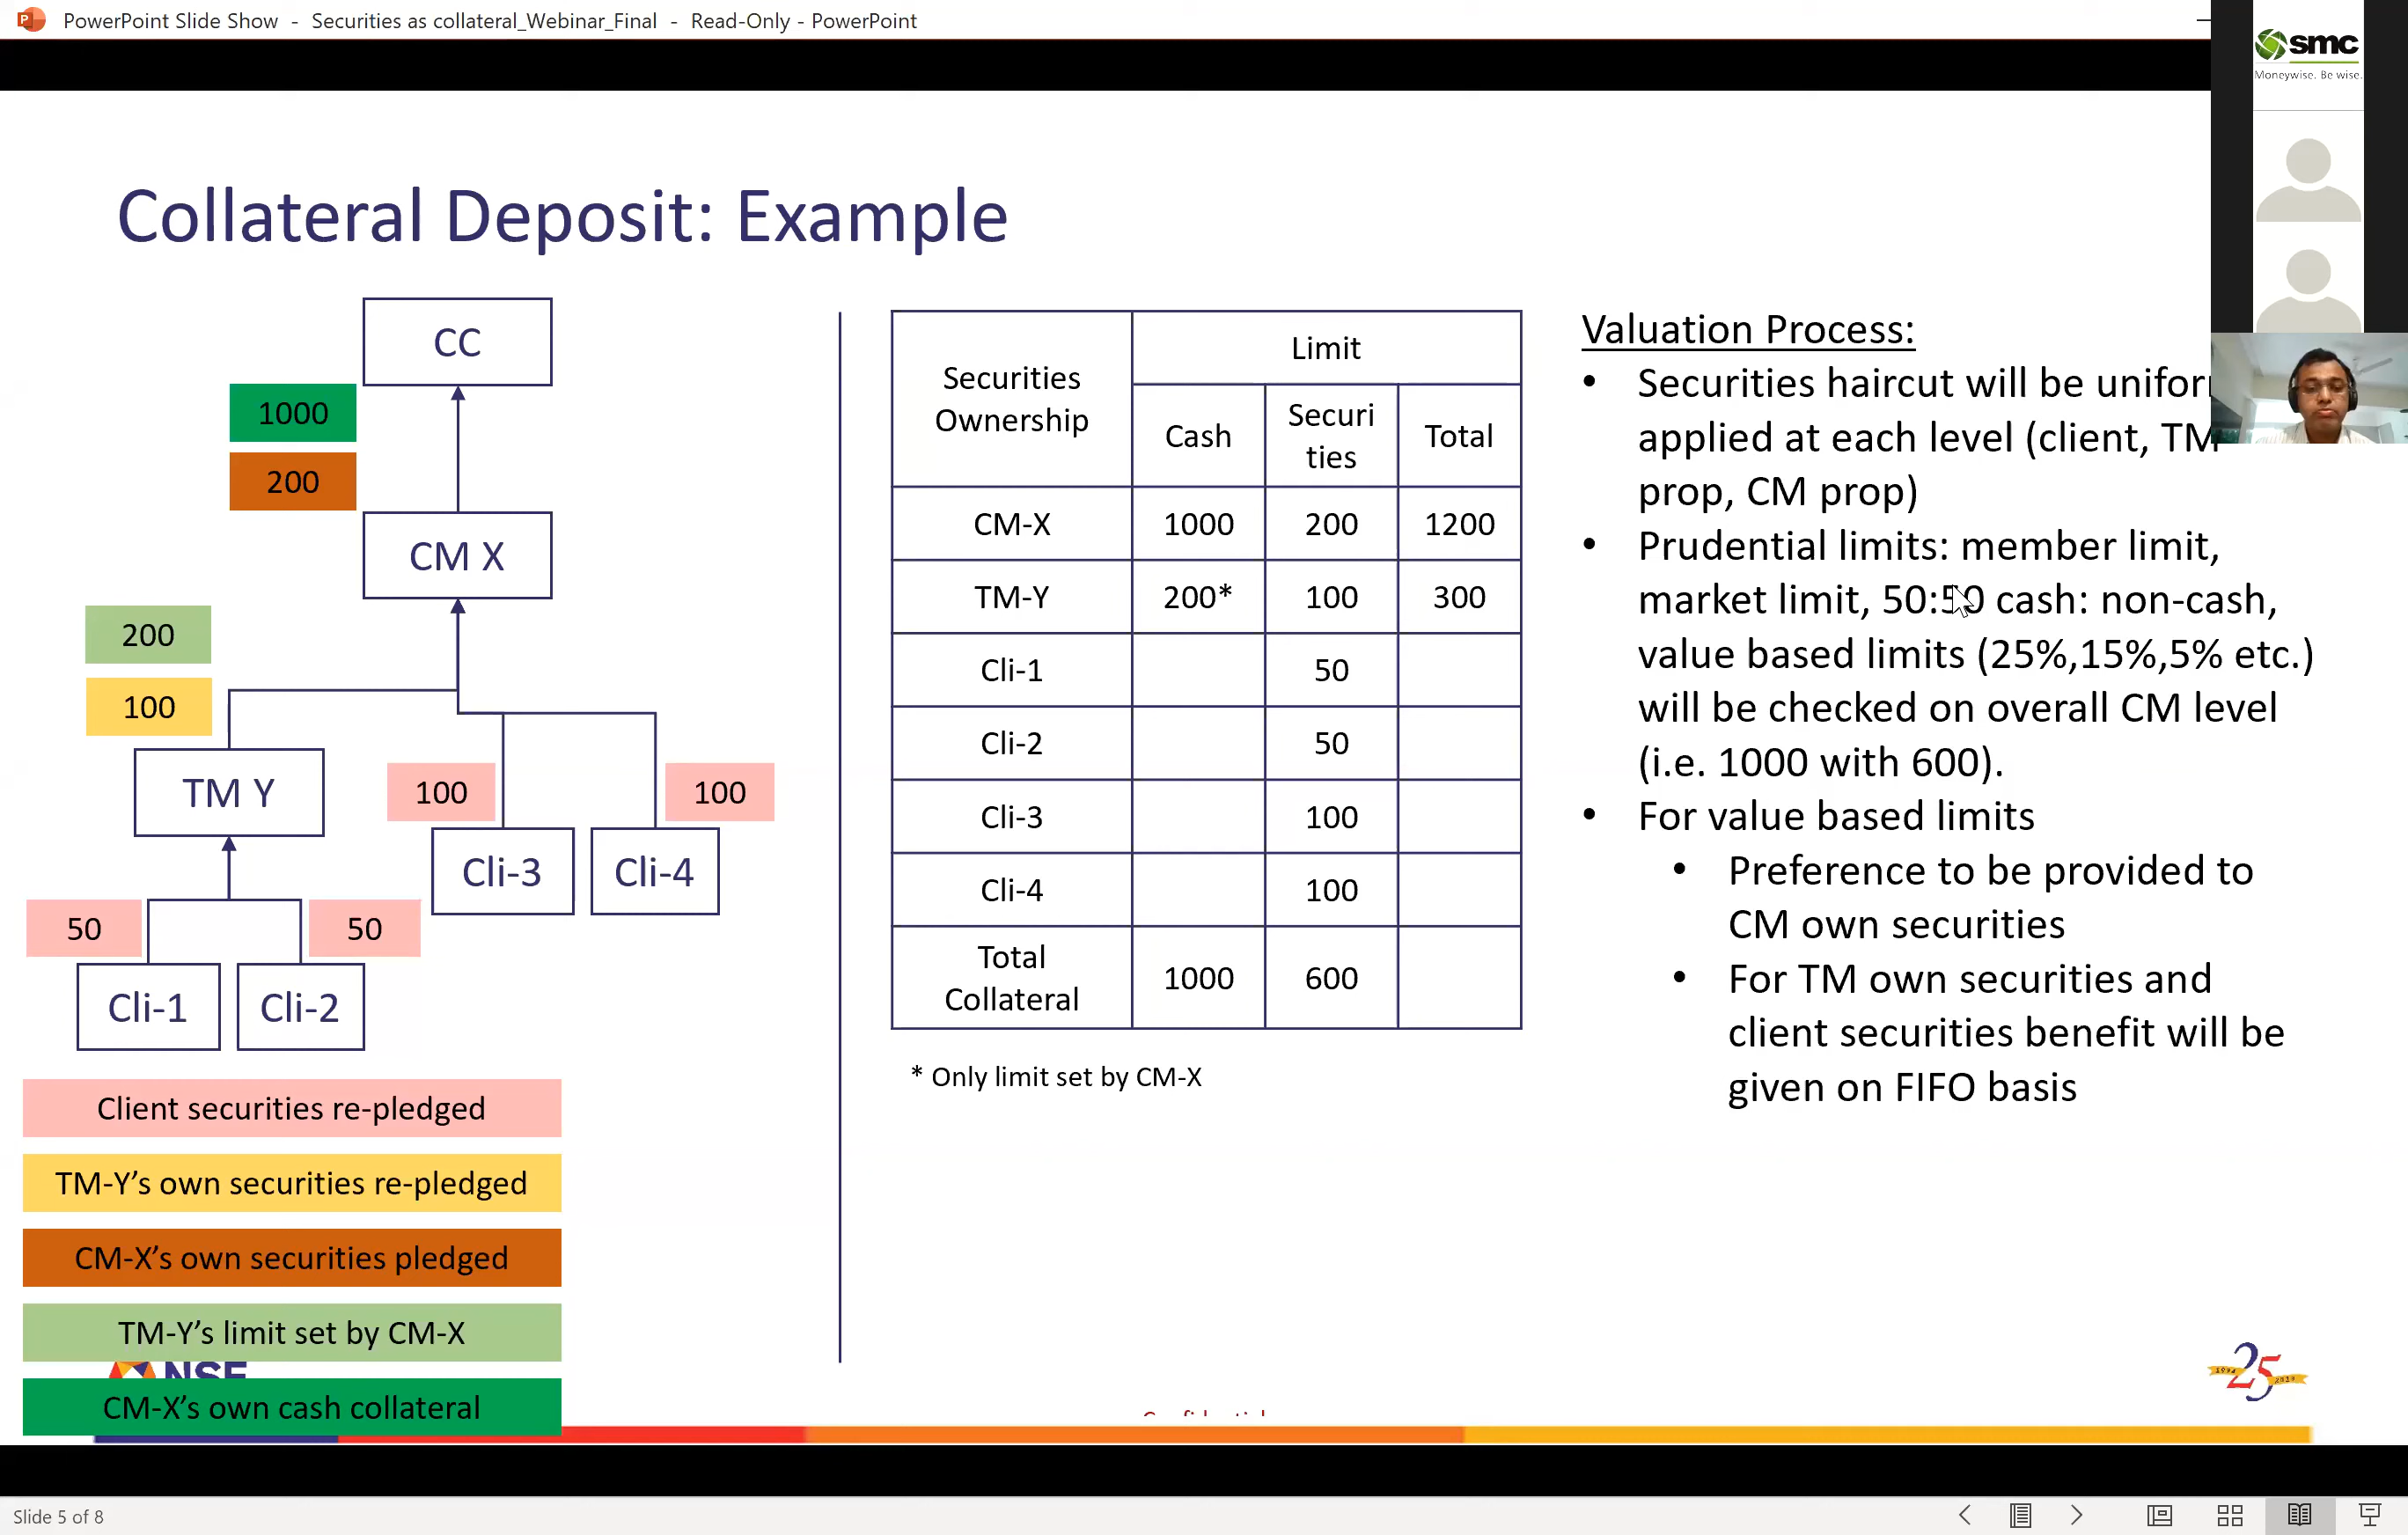 PowerPoint Slide Show - Securities as collateral_Webinar_Final - Read-Only - PowerPoint
smc
Moneywise. Be wise.
Collateral Deposit: Example
CC
1000
200
CM X
200
100
TM Y
100
100
Cli-3
Cli-4
50
50
Cli-1
Cli-2
Client securities re-pledged
TM-Y’s own securities re-pledged
CM-X’s own securities pledged
TM-Y’s limit set by CM-X
NSE
CM-X’s own cash collateral
Securities
Ownership
Limit
Cash
Securi
ties
Total
CM-X 1000 200 1200
TM-Y 200* 100 300
Cli-1 50
Cli-2 50
Cli-3 100
Cli-4 100
Total
Collateral
1000 600
* Only limit set by CM-X
Valuation Process:
• Securities haircut will be
applied at each level (client, TM
prop, CM prop)
• Prudential limits: member limit,
market limit, 50:50 cash: non-cash,
value based limits (25%,15%,5% etc.)
will be checked on overall CM level
(i.e. 1000 with 600).
• For value based limits
• Preference to be provided to
CM own securities
• For TM own securities and
client securities benefit will be
given on FIFO basis
25
Slide 5 of 8